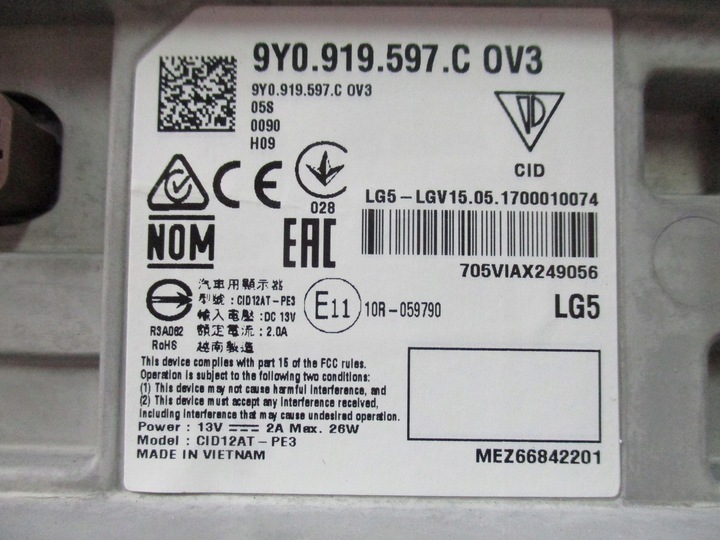 9Y0.919.597.C 0V3
9Y0.919.597.C 0V3
05S
0090
H09
CID
028
CE
LG5-LGV15.05.1700010074
NOM
EAC
705VIAX249056
汽車用顯示器
型號:CID12AT-PE3
輸入電壓:DC 13V
額定電流:2.0A
越南製造
R3A082
RoHS
E11
10R-059790
LG5
This device complies with part 15 of the FCC rules.
Operation is subject to the following two conditions:
(1) This device may not cause harmful interference, and
(2) This device must accept any interference received,
including interference that may cause undesired operation.
Power : 13V ⎓ 2A Max. 26W
Model : CID12AT-PE3
MADE IN VIETNAM
MEZ66842201